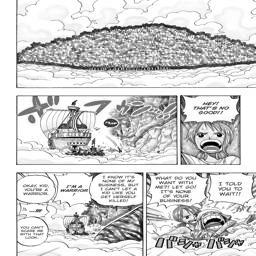 HEY!
THAT'S NO
GOOD!!
I TOLD
YOU TO
WAIT!!
WHAT DO
YOU WANT WITH
ME?! LET GO!
IT'S NONE
OF YOUR
BUSINESS!
I KNOW IT'S
NONE OF MY
BUSINESS, BUT
I CAN'T LET A
KID LIKE YOU
GET HERSELF
KILLED!
I'M A
WARRIOR.
OKAY, KID,
YOU'RE A
WARRIOR.
YOU CAN'T
SCARE ME
WITH THAT
LOOK.